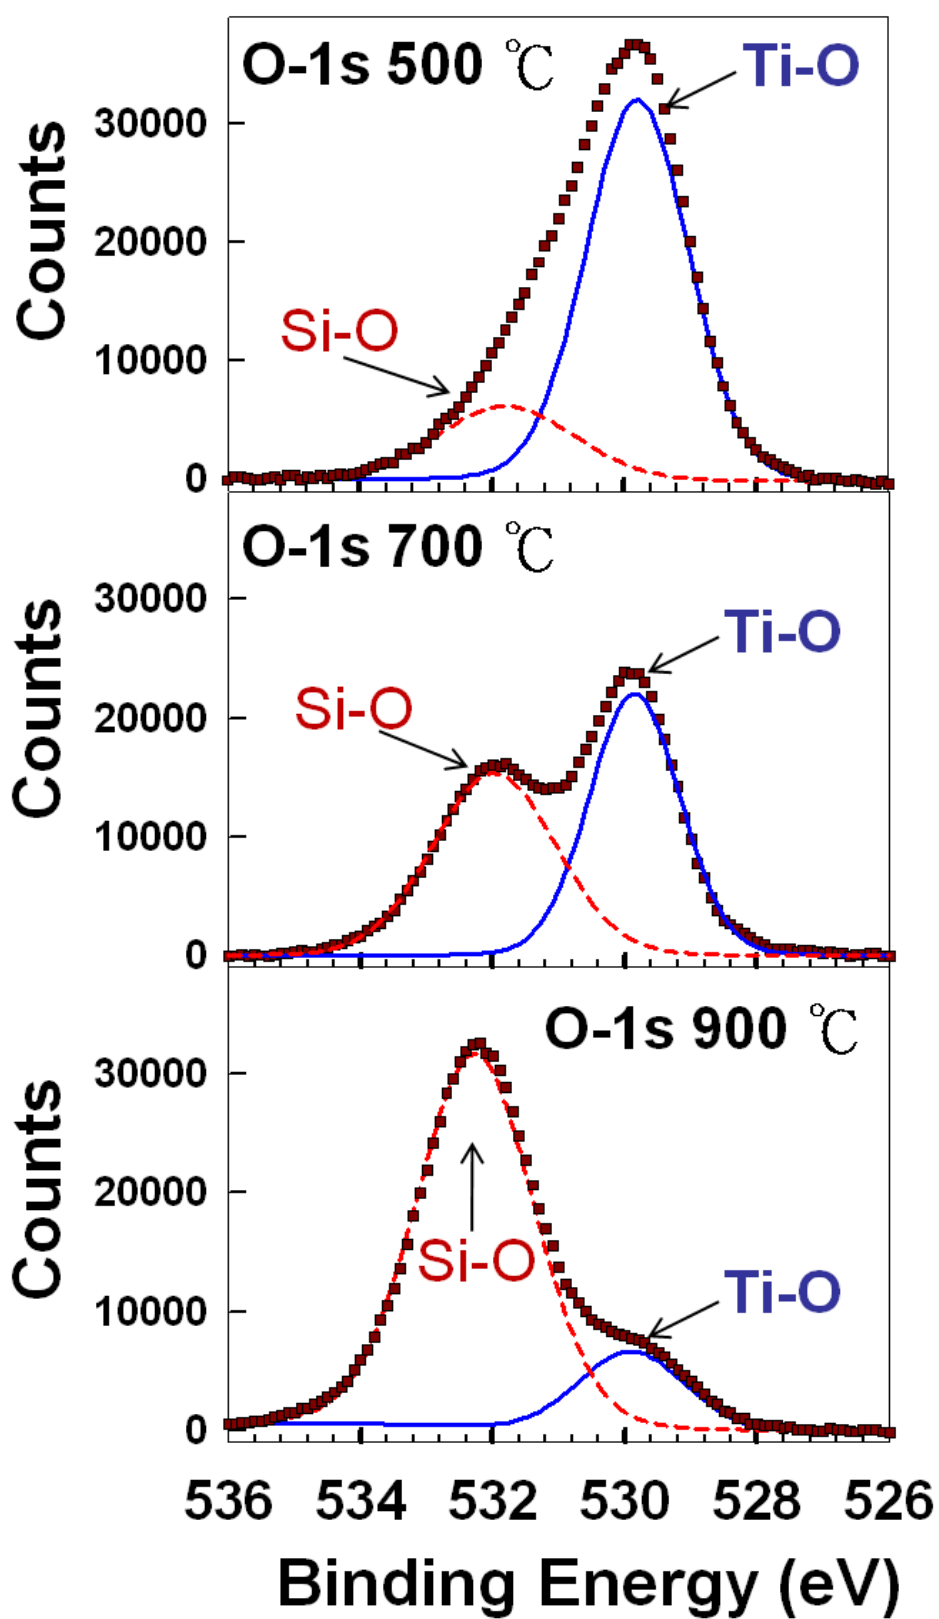 O-1s 500 ℃
Ti-O
30000
20000
Si-O
10000
0
Counts
O-1s 700 ℃
30000
Ti-O
Si-O
20000
10000
0
Counts
O-1s 900 ℃
30000
20000
Si-O
Ti-O
10000
0
Counts
536 534 532 530 528 526
Binding Energy (eV)